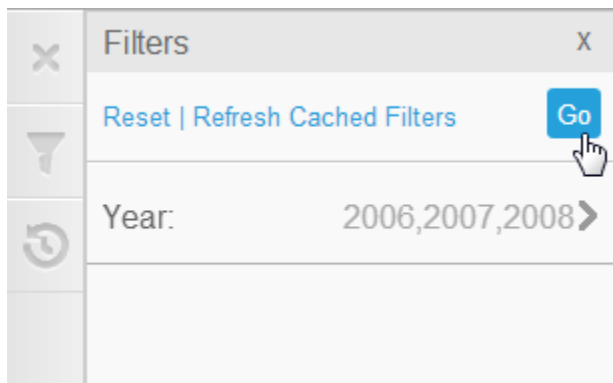 Filters X
Reset | Refresh Cached Filters Go
Year: 2006,2007,2008